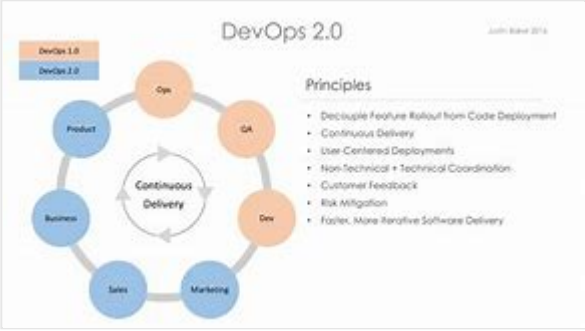 DevOps 2.0
Justin Baker 2016
DevOps 1.0
DevOps 2.0
Ops
QA
Dev
Marketing
Sales
Business
Product
Continuous
Delivery
Principles
• Decouple Feature Rollout from Code Deployment
• Continuous Delivery
• User-Centered Deployments
• Non-Technical + Technical Coordination
• Customer Feedback
• Risk Mitigation
• Faster, More Iterative Software Delivery